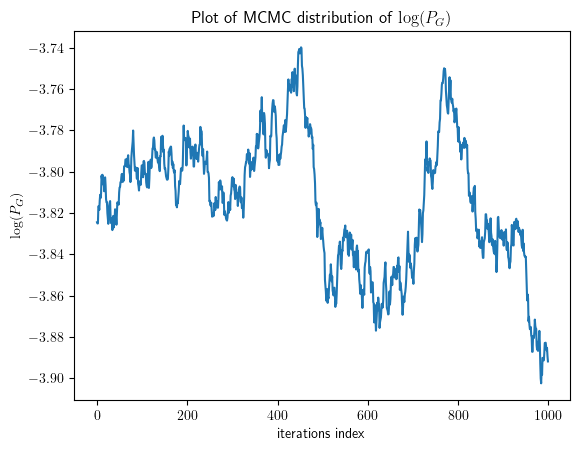 Plot of MCMC distribution of log(P_G)
−3.74
−3.76
−3.78
−3.80
−3.82
−3.84
−3.86
−3.88
−3.90
log(P_G)
0 200 400 600 800 1000
iterations index